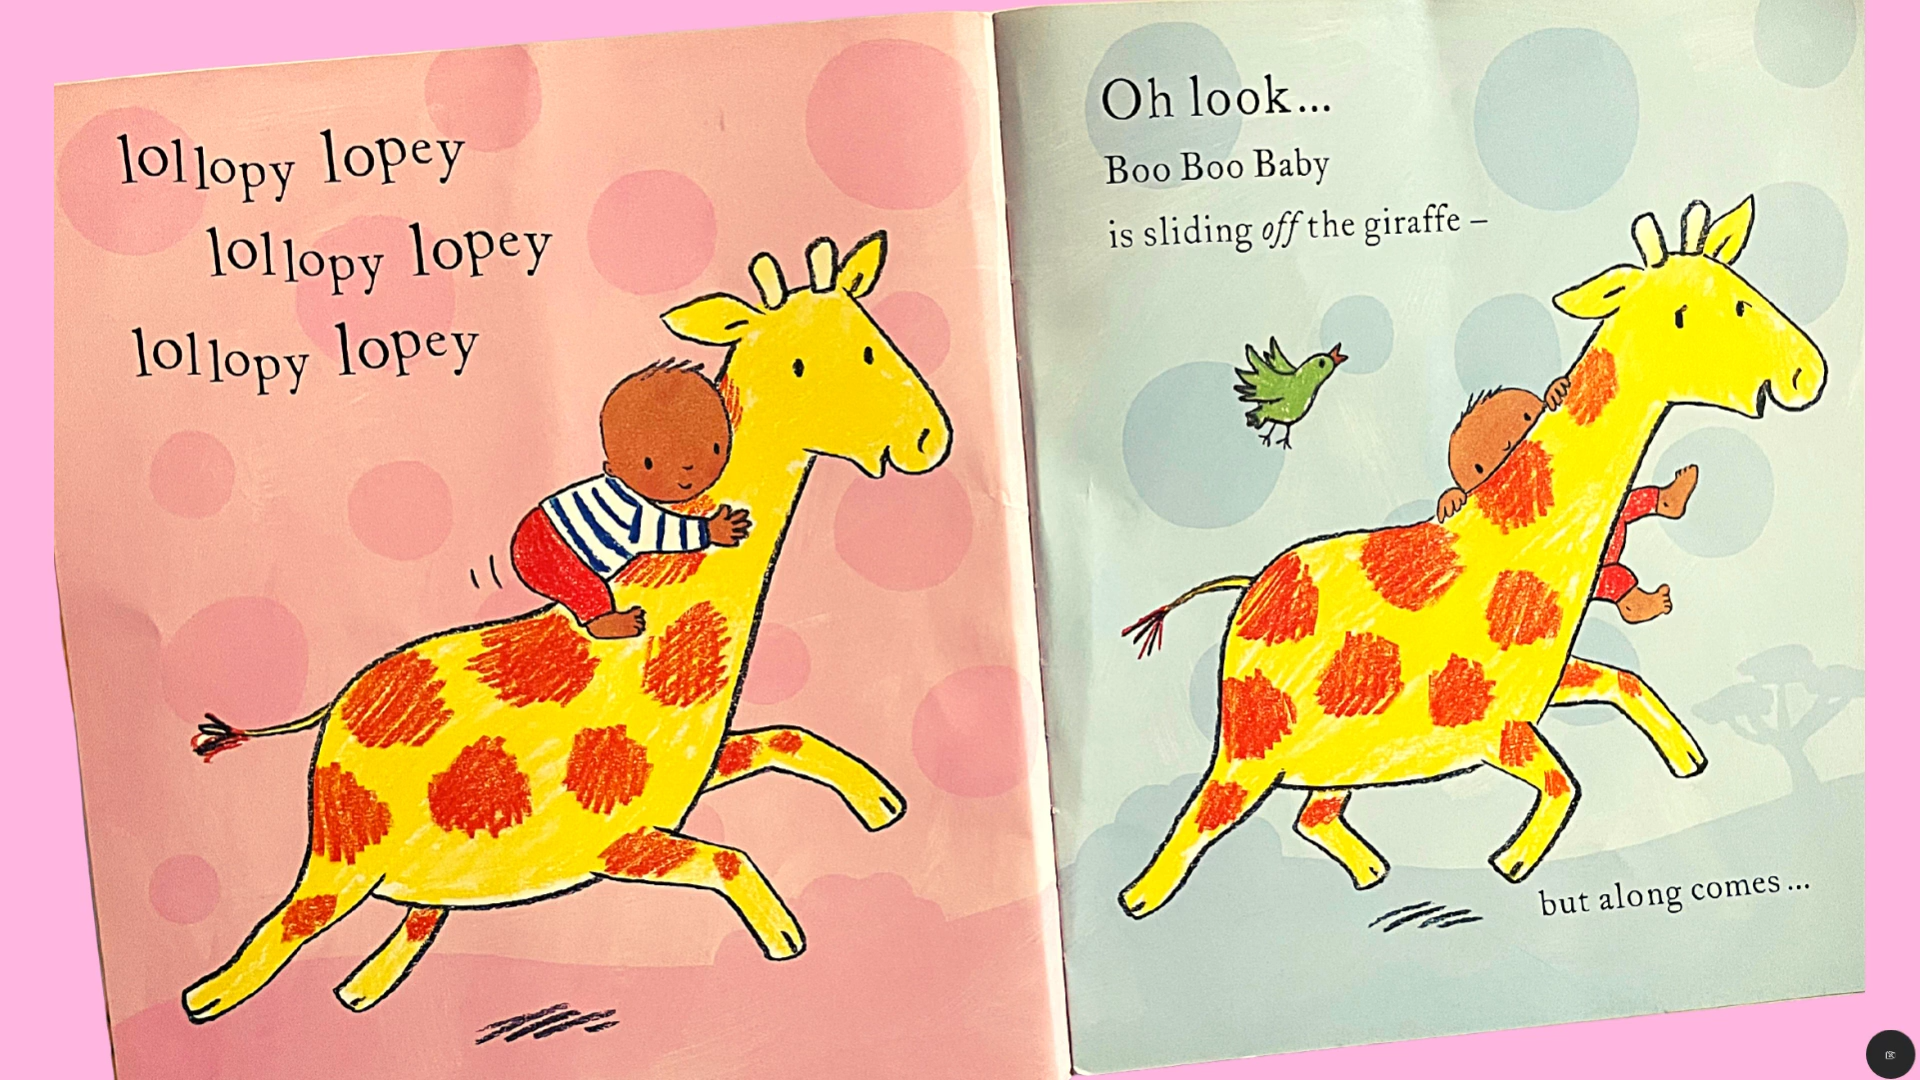 lollopy lopey
lollopy lopey
lollopy lopey
Oh look...
Boo Boo Baby
is sliding off the giraffe –
but along comes...